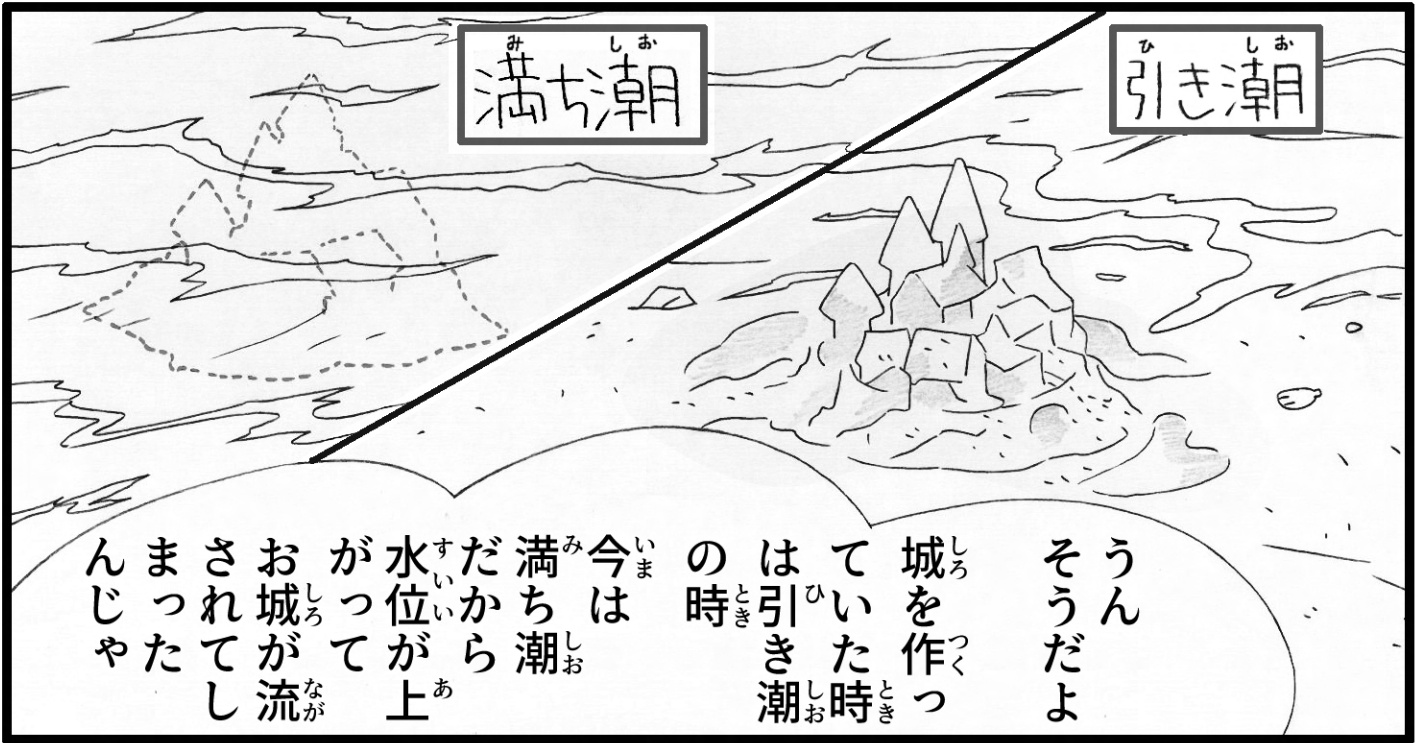 引き潮
満ち潮
うん
そうだよ
城を作っ
ていた時
は引き潮
の時
今は
満ち潮
だから
水位が上
がって
お城が流
されてし
まった
んじゃ